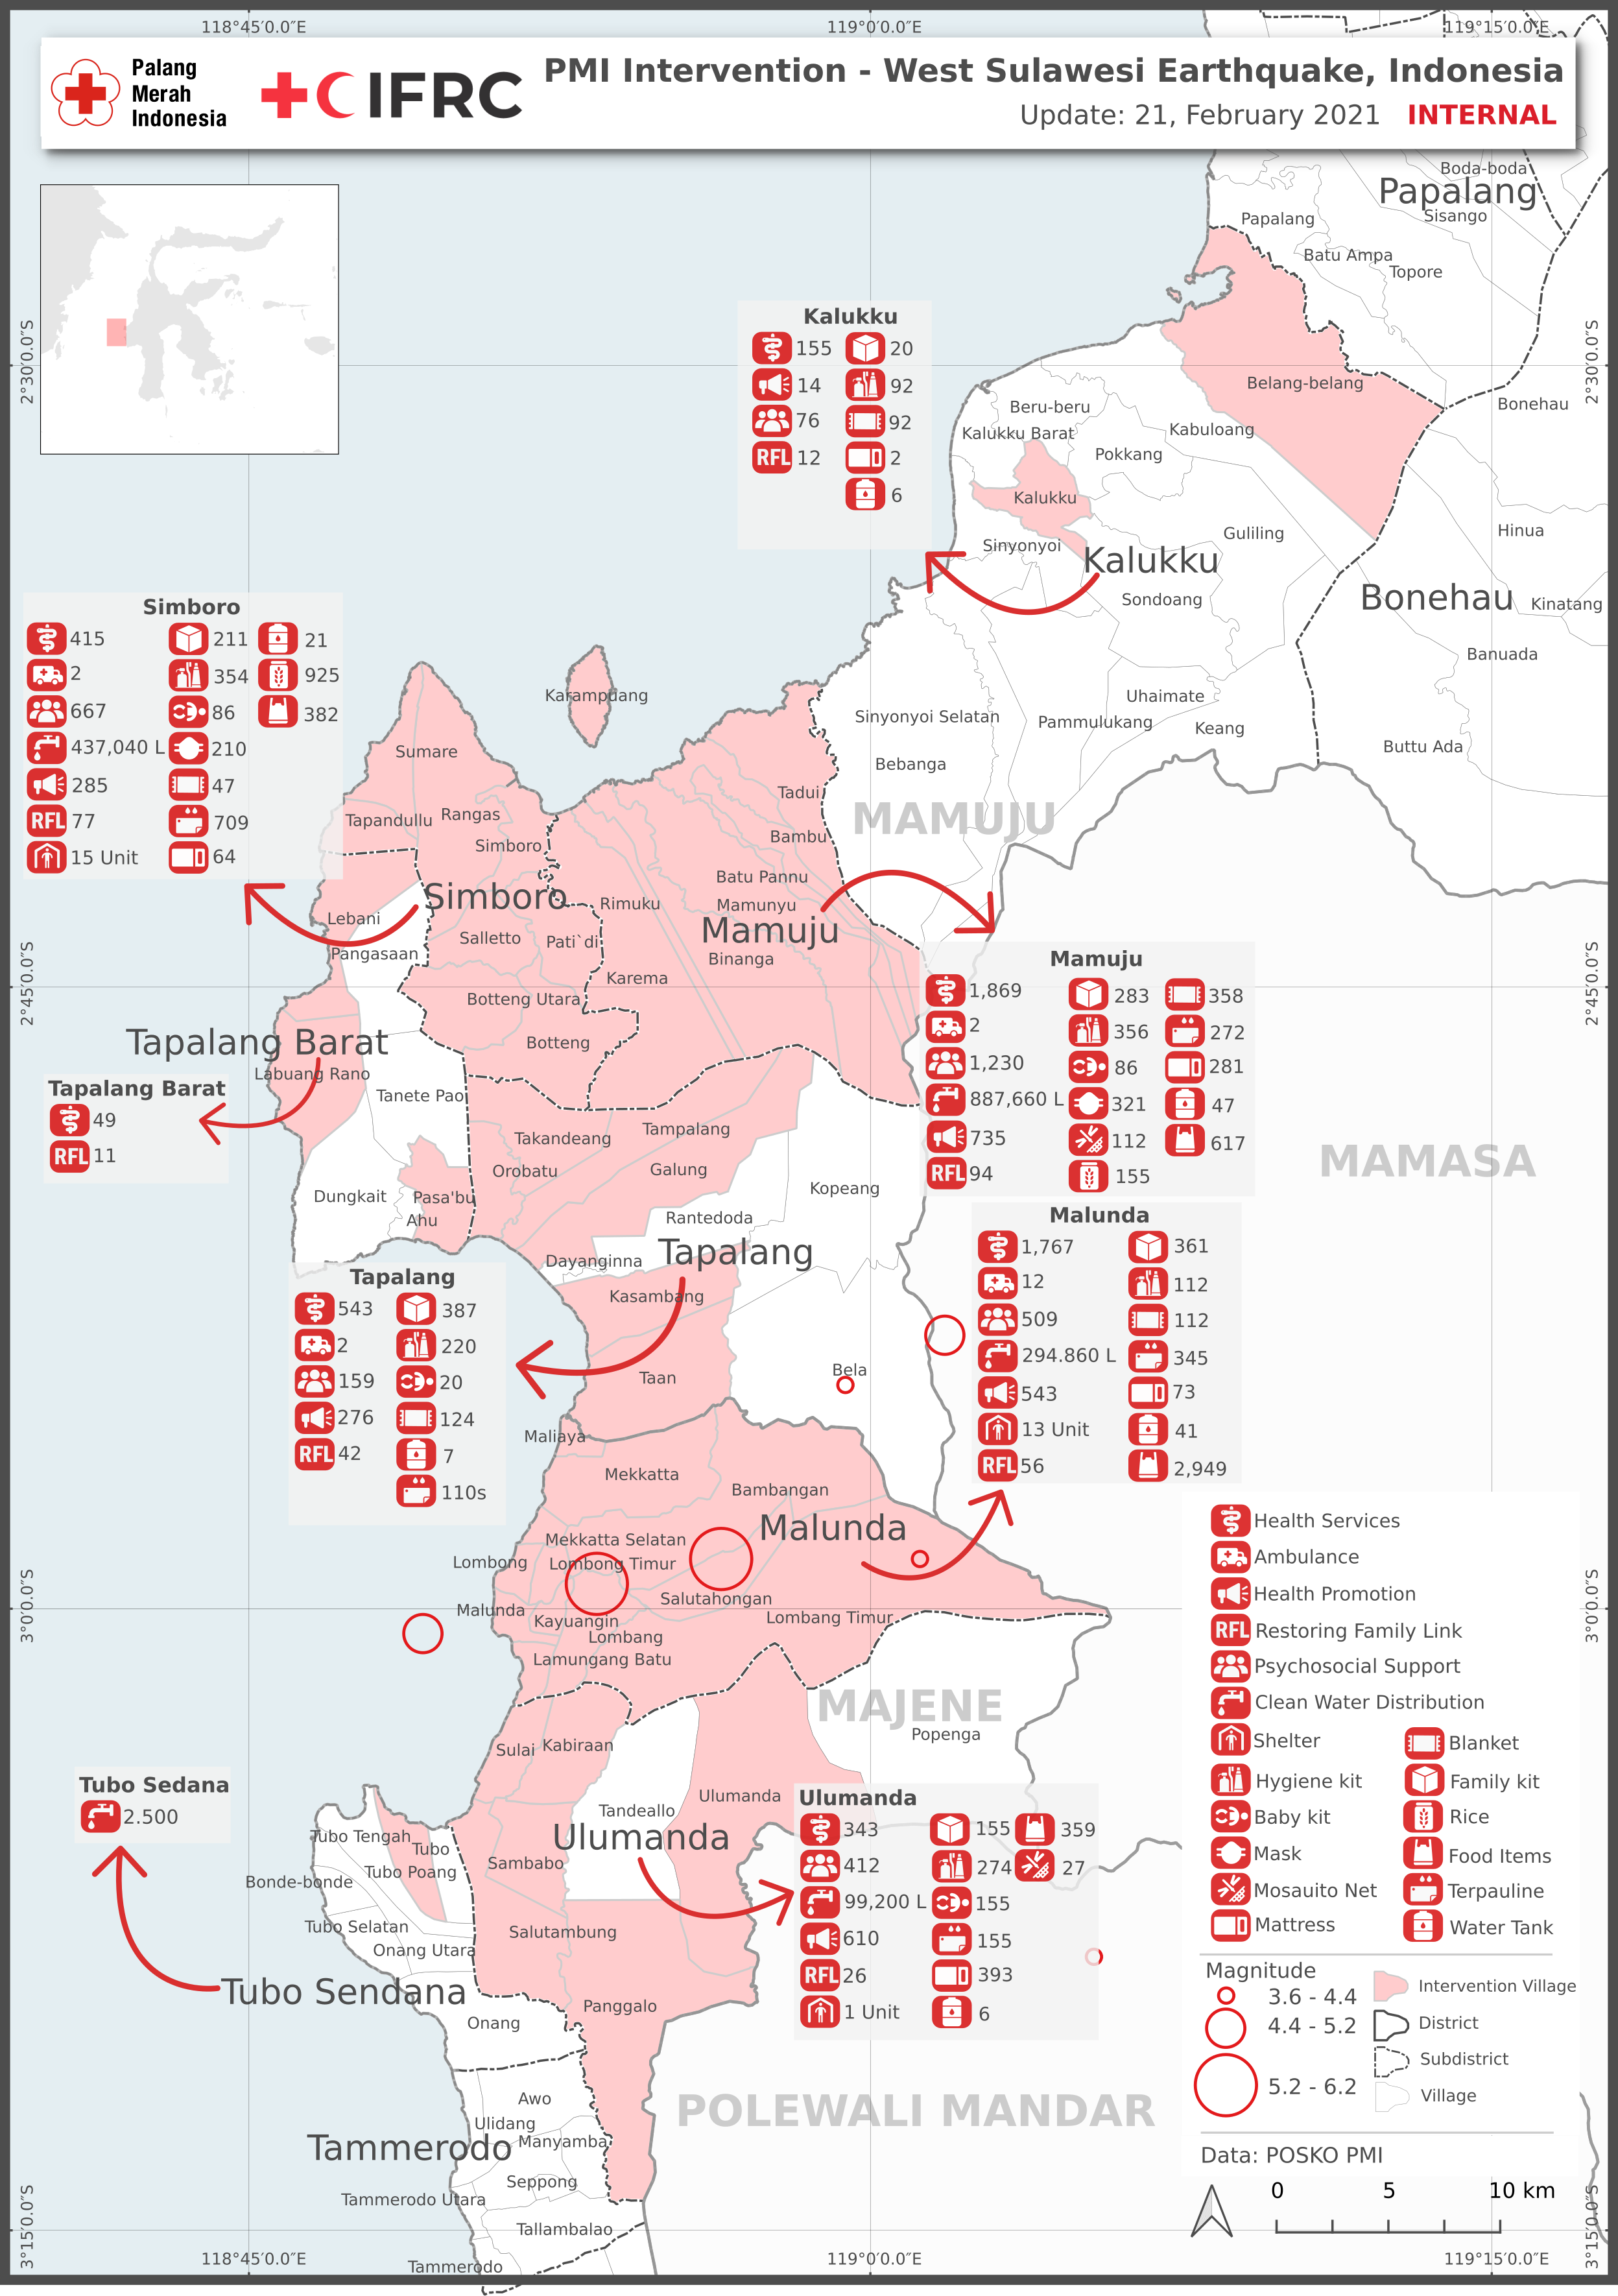 118°45′0.0″E
119°0′0.0″E
119°15′0.0″E
Palang
Merah
Indonesia
IFRC
PMI Intervention - West Sulawesi Earthquake, Indonesia
Update: 21, February 2021 INTERNAL
Boda-boda
Papalang
Sisango
Papalang
Batu Ampa
Topore
2°30′0.0″S
2°30′0.0″S
Kalukku
155
20
14
92
76
92
RFL 12
2
6
Belang-belang
Bonehau
Beru-beru
Kalukku Barat
Kabuloang
Pokkang
Kalukku
Guliling
Hinua
Sinyonyoi
Kalukku
Bonehau
Sondoang
Kinatang
Banuada
Uhaimate
Sinyonyoi Selatan
Pammulukang
Keang
Buttu Ada
Bebanga
MAMUJU
Simboro
415
211
21
2
354
925
667
86
382
437,040 L
210
285
47
RFL 77
709
15 Unit
64
Karampuang
Sumare
Tadui
Tapandullu
Rangas
Bambu
Simboro
Batu Pannu
Simboro
Rimuku
Mamunyu
Lebani
Mamuju
Salletto
Pati`di
Pangasaan
Binanga
Karema
2°45′0.0″S
2°45′0.0″S
Botteng Utara
Tapalang Barat
Botteng
Labuang Rano
Tapalang Barat
49
RFL 11
Tanete Pao
Mamuju
1,869
283
358
2
356
272
1,230
86
281
887,660 L
321
47
735
112
617
RFL 94
155
Takandeang
Tampalang
Orobatu
Galung
MAMASA
Dungkait
Pasa'bu
Kopeang
Ahu
Rantedoda
Tapalang
Dayanginna
Kasambang
Malunda
1,767
361
12
112
509
112
294.860 L
345
543
73
13 Unit
41
RFL 56
2,949
Tapalang
543
387
2
220
159
20
276
124
RFL 42
7
110s
Taan
Bela
Maliaya
Mekkatta
Bambangan
Malunda
Mekkatta Selatan
Lombong
Lombong Timur
Salutahongan
Malunda
Kayuangin
Lombang Timur
Lombang
Lamungang Batu
3°0′0.0″S
3°0′0.0″S
MAJENE
Popenga
Sulai
Kabiraan
Tubo Sedana
2.500
Ulumanda
Tandeallo
Ulumanda
Tubo Tengah
Tubo
Tubo Poang
Bonde-bonde
Sambabo
Tubo Selatan
Onang Utara
Salutambung
Tubo Sendana
Panggalo
Onang
Ulumanda
343
155
359
412
274
27
99,200 L
155
610
155
RFL 26
393
1 Unit
6
POLEWALI MANDAR
Awo
Ulidang
Tammerodo
Manyamba
Seppong
Tammerodo Utara
Tallambalao
Tammerodo
Health Services
Ambulance
Health Promotion
RFL Restoring Family Link
Psychosocial Support
Clean Water Distribution
Shelter
Blanket
Hygiene kit
Family kit
Baby kit
Rice
Mask
Food Items
Mosauito Net
Terpauline
Mattress
Water Tank
Magnitude
3.6 - 4.4
4.4 - 5.2
5.2 - 6.2
Intervention Village
District
Subdistrict
Village
Data: POSKO PMI
0 5 10 km
3°15′0.0″S
3°15′0.0″S
118°45′0.0″E
119°0′0.0″E
119°15′0.0″E